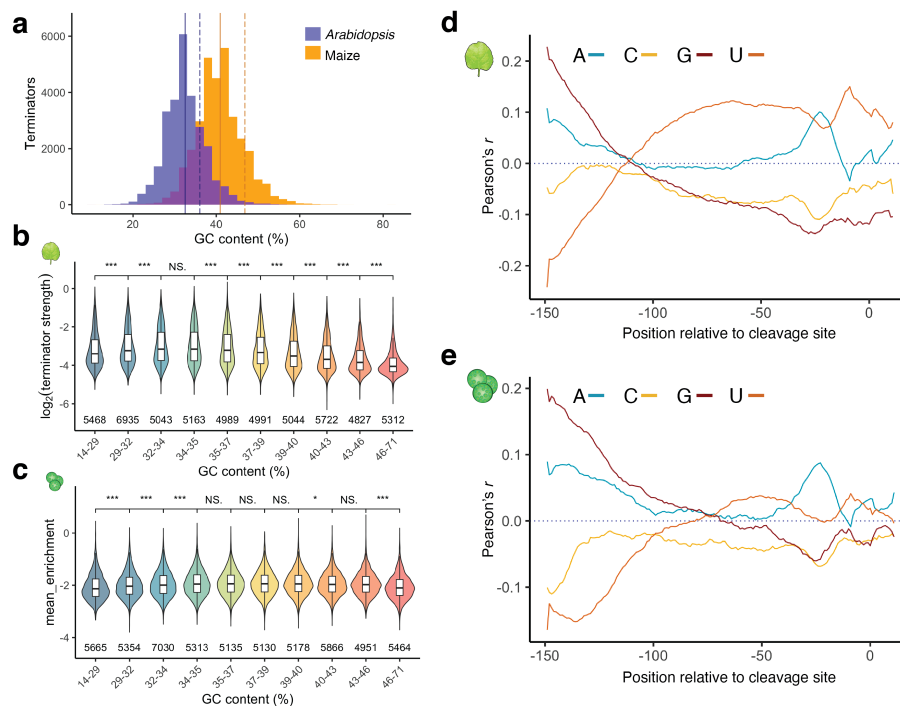 a
6000
4000
2000
0
Terminators
20 40 60 80
GC content (%)
Arabidopsis
Maize
b
log2(terminator strength)
*** *** NS. *** *** *** *** *** ***
0
-2
-4
-6
5468 6935 5043 5163 4989 4991 5044 5722 4827 5312
14-29 29-32 32-34 34-35 35-37 37-39 39-40 40-43 43-46 46-71
GC content (%)
c
mean_enrichment
*** *** *** NS. NS. NS. * NS. ***
0
-2
-4
5665 5354 7030 5313 5135 5130 5178 5866 4951 5464
14-29 29-32 32-34 34-35 35-37 37-39 39-40 40-43 43-46 46-71
GC content (%)
d
A C G U
0.2
0.1
0.0
-0.1
-0.2
Pearson's r
-150 -100 -50 0
Position relative to cleavage site
e
A C G U
0.2
0.1
0.0
-0.1
Pearson's r
-150 -100 -50 0
Position relative to cleavage site